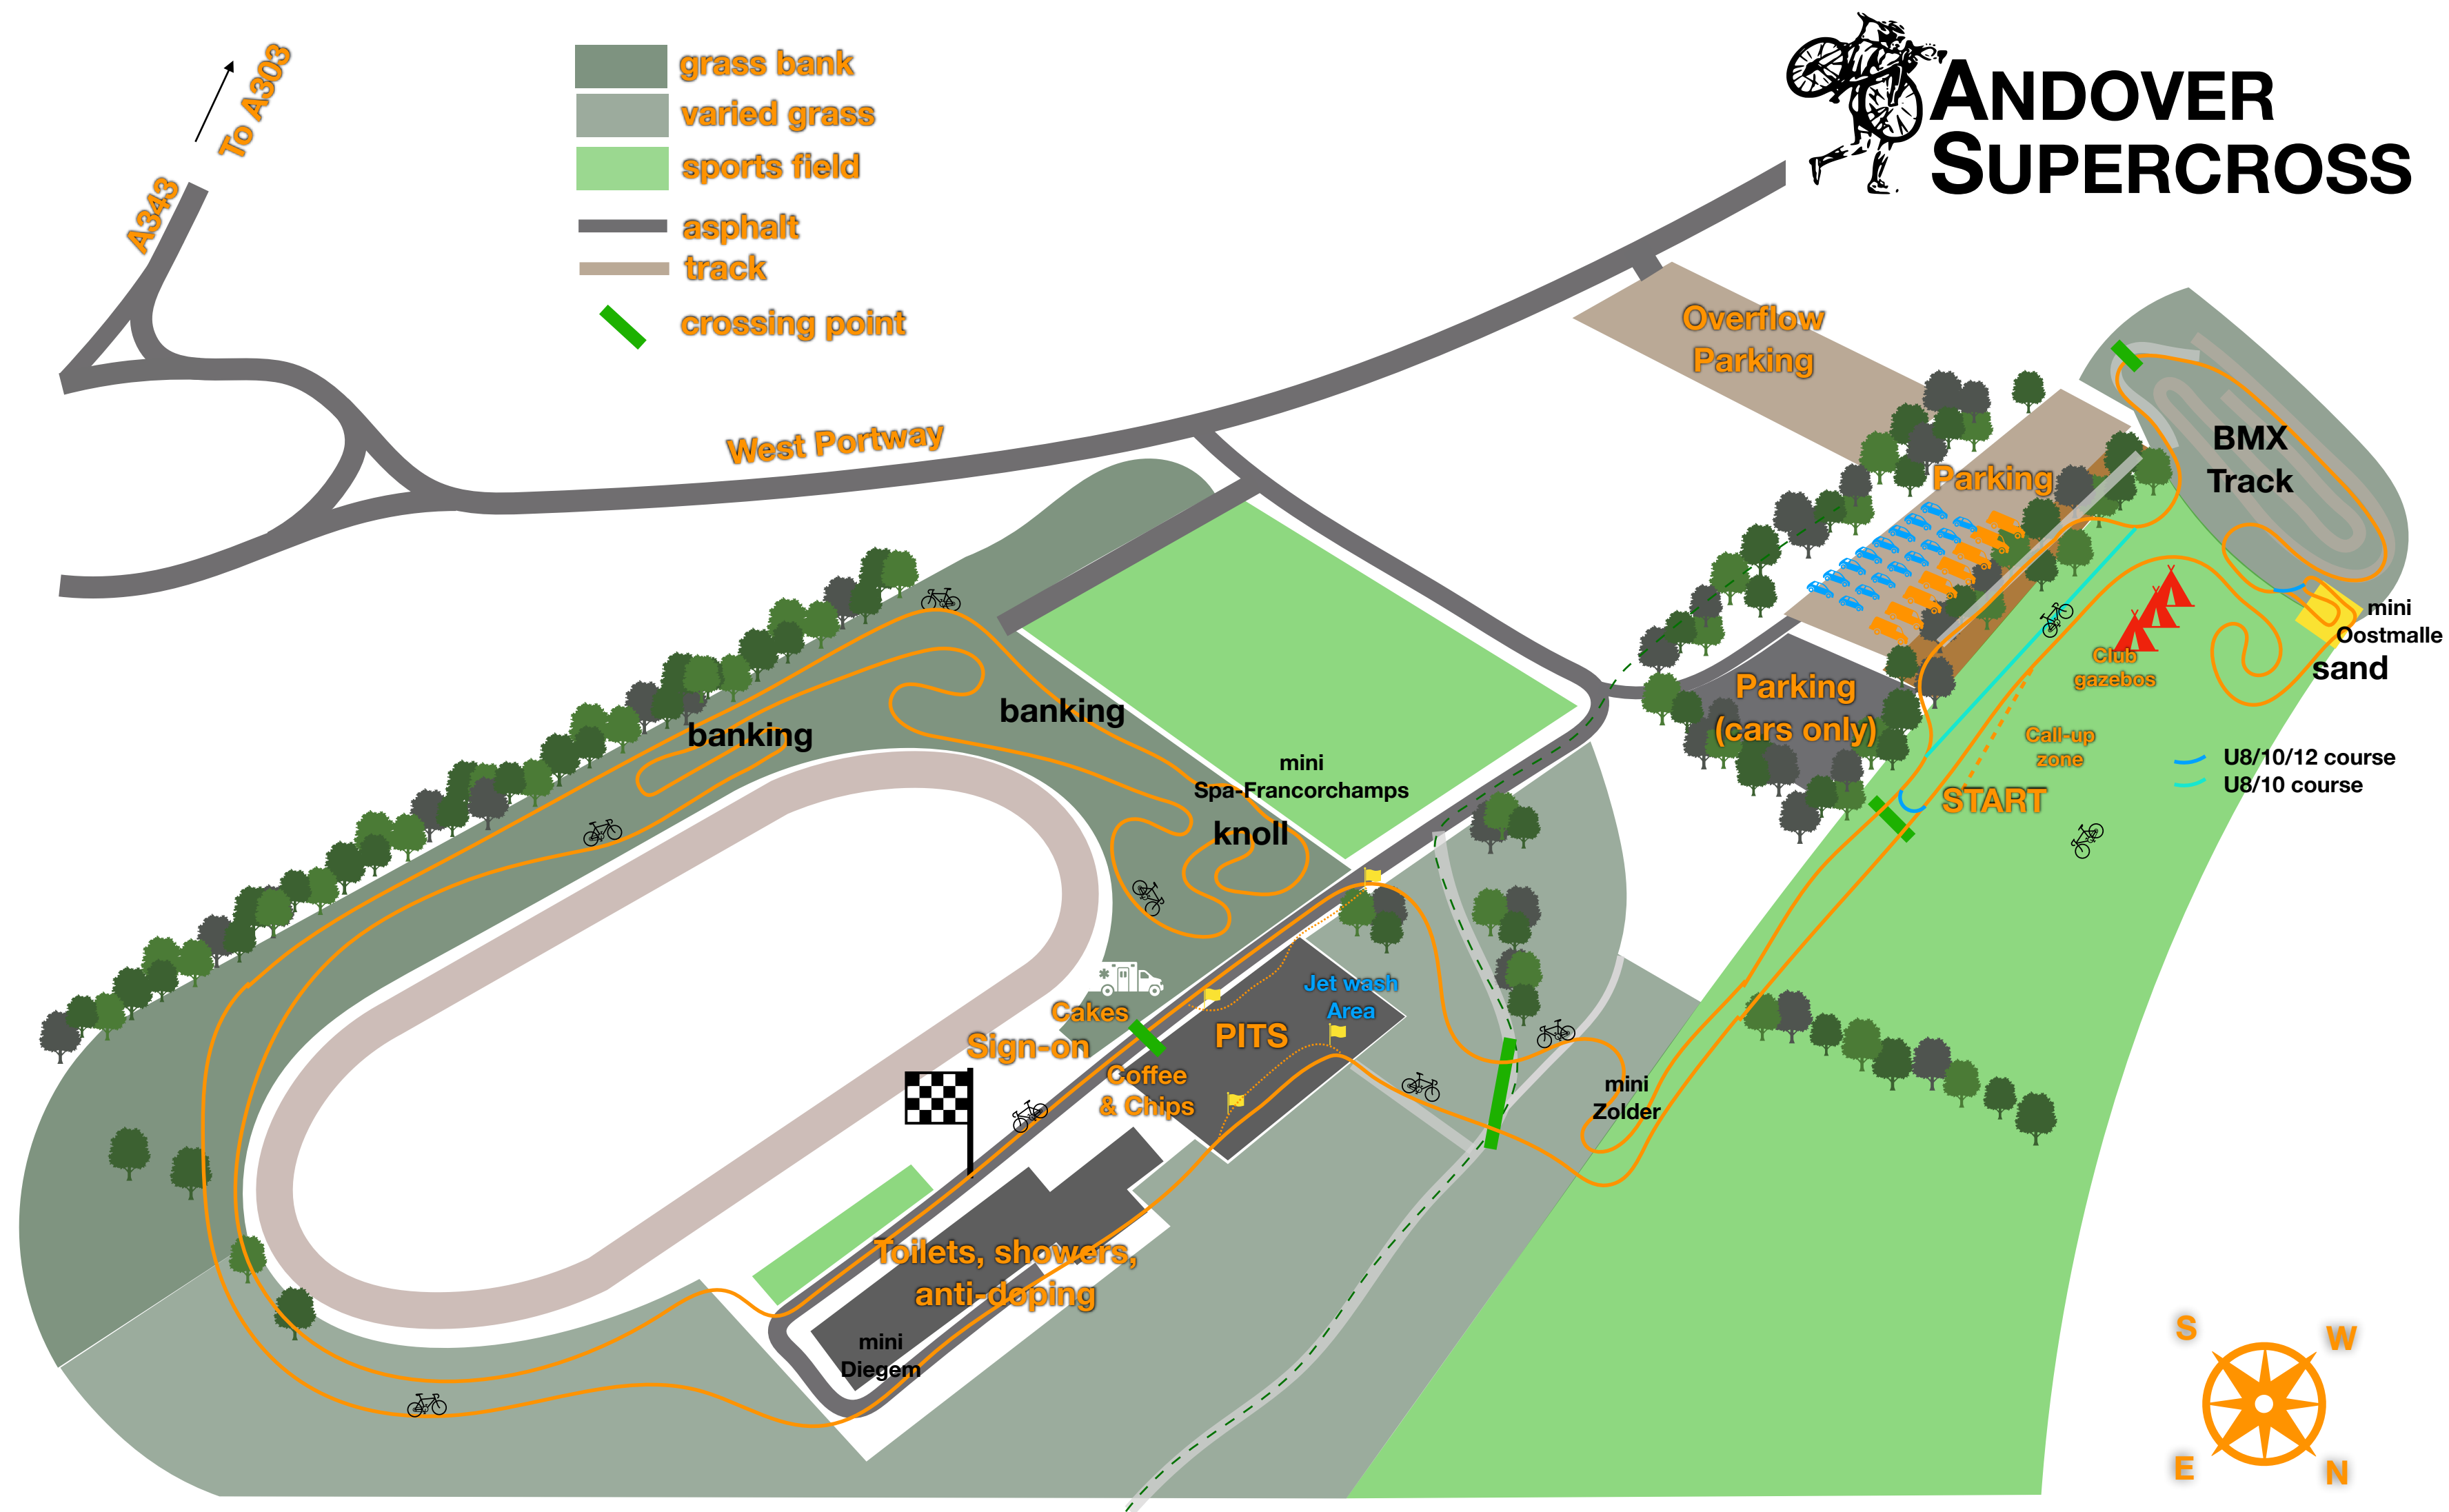 ANDOVER
SUPERCROSS
To A303
A343
grass bank
varied grass
sports field
asphalt
track
crossing point
West Portway
Overflow
Parking
Parking
BMX
Track
mini
Oostmalle
sand
Club
gazebos
Parking
(cars only)
Call-up
zone
START
U8/10/12 course
U8/10 course
banking
banking
mini
Spa-Francorchamps
knoll
Jet wash
Area
PITS
Cakes
Sign-on
Coffee
& Chips
mini
Zolder
Toilets, showers,
anti-doping
mini
Diegem
S
W
E
N